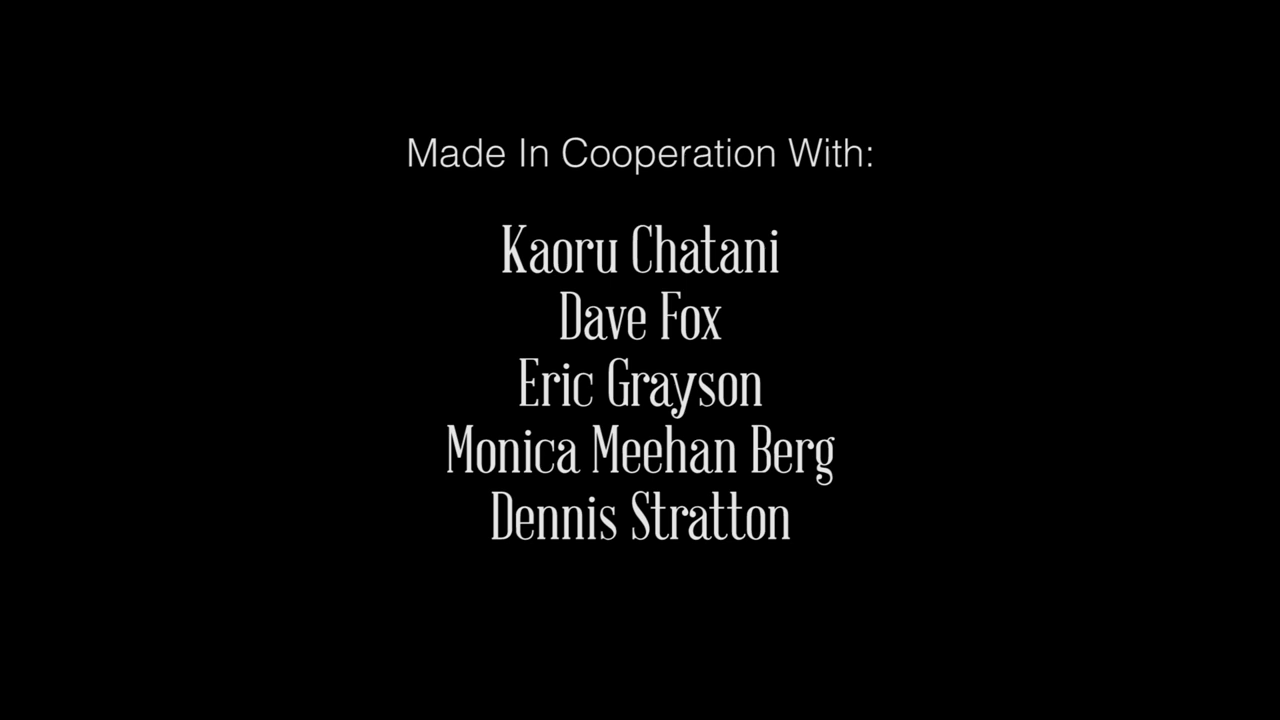 Made In Cooperation With:
Kaoru Chatani
Dave Fox
Eric Grayson
Monica Meehan Berg
Dennis Stratton